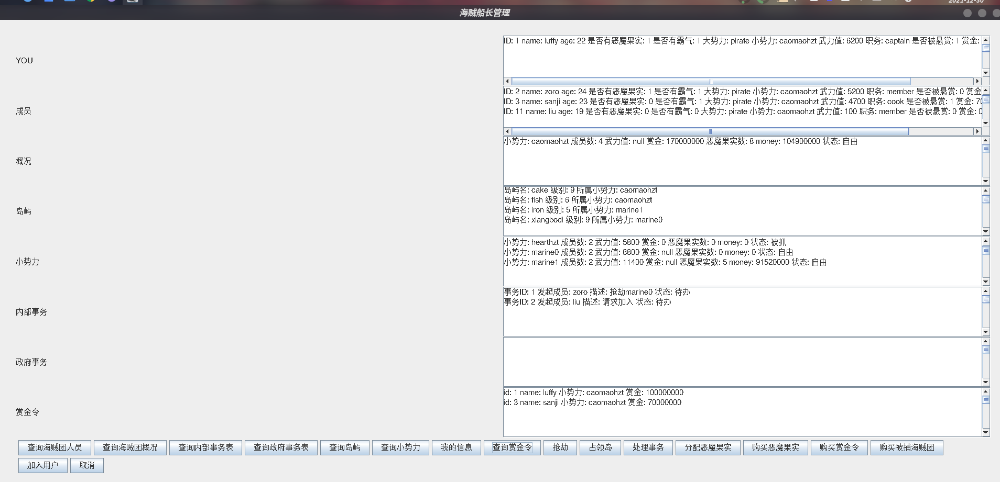 2021-12-30
海贼船长管理
YOU
ID: 1 name: luffy age: 22 是否有恶魔果实: 1 是否有霸气: 1 大势力: pirate 小势力: caomaohzt 武力值: 6200 职务: captain 是否被悬赏: 1 赏金:
成员
ID: 2 name: zoro age: 24 是否有恶魔果实: 1 是否有霸气: 1 大势力: pirate 小势力: caomaohzt 武力值: 5200 职务: member 是否被悬赏: 0 赏金
ID: 3 name: sanji age: 23 是否有恶魔果实: 0 是否有霸气: 1 大势力: pirate 小势力: caomaohzt 武力值: 4700 职务: cook 是否被悬赏: 1 赏金: 70
ID: 11 name: liu age: 19 是否有恶魔果实: 0 是否有霸气: 0 大势力: pirate 小势力: caomaohzt 武力值: 100 职务: member 是否被悬赏: 0 赏金: 0
概况
小势力: caomaohzt 成员数: 4 武力值: null 赏金: 170000000 恶魔果实数: 8 money: 104900000 状态: 自由
岛屿
岛屿名: cake 级别: 9 所属小势力: caomaohzt
岛屿名: fish 级别: 6 所属小势力: caomaohzt
岛屿名: iron 级别: 5 所属小势力: marine1
岛屿名: xiangbodi 级别: 9 所属小势力: marine0
小势力
小势力: hearthzt 成员数: 2 武力值: 5800 赏金: 0 恶魔果实数: 0 money: 0 状态: 被抓
小势力: marine0 成员数: 2 武力值: 8800 赏金: null 恶魔果实数: 0 money: 0 状态: 自由
小势力: marine1 成员数: 2 武力值: 11400 赏金: null 恶魔果实数: 5 money: 91520000 状态: 自由
内部事务
事务ID: 1 发起成员: zoro 描述: 抢劫marine0 状态: 待办
事务ID: 2 发起成员: liu 描述: 请求加入 状态: 待办
政府事务
赏金令
id: 1 name: luffy 小势力: caomaohzt 赏金: 100000000
id: 3 name: sanji 小势力: caomaohzt 赏金: 70000000
查询海贼团人员 查询海贼团概况 查询内部事务表 查询政府事务表 查询岛屿 查询小势力 我的信息 查询赏金令 抢劫 占领岛 处理事务 分配恶魔果实 购买恶魔果实 购买赏金令 购买被捕海贼团
加入用户 取消